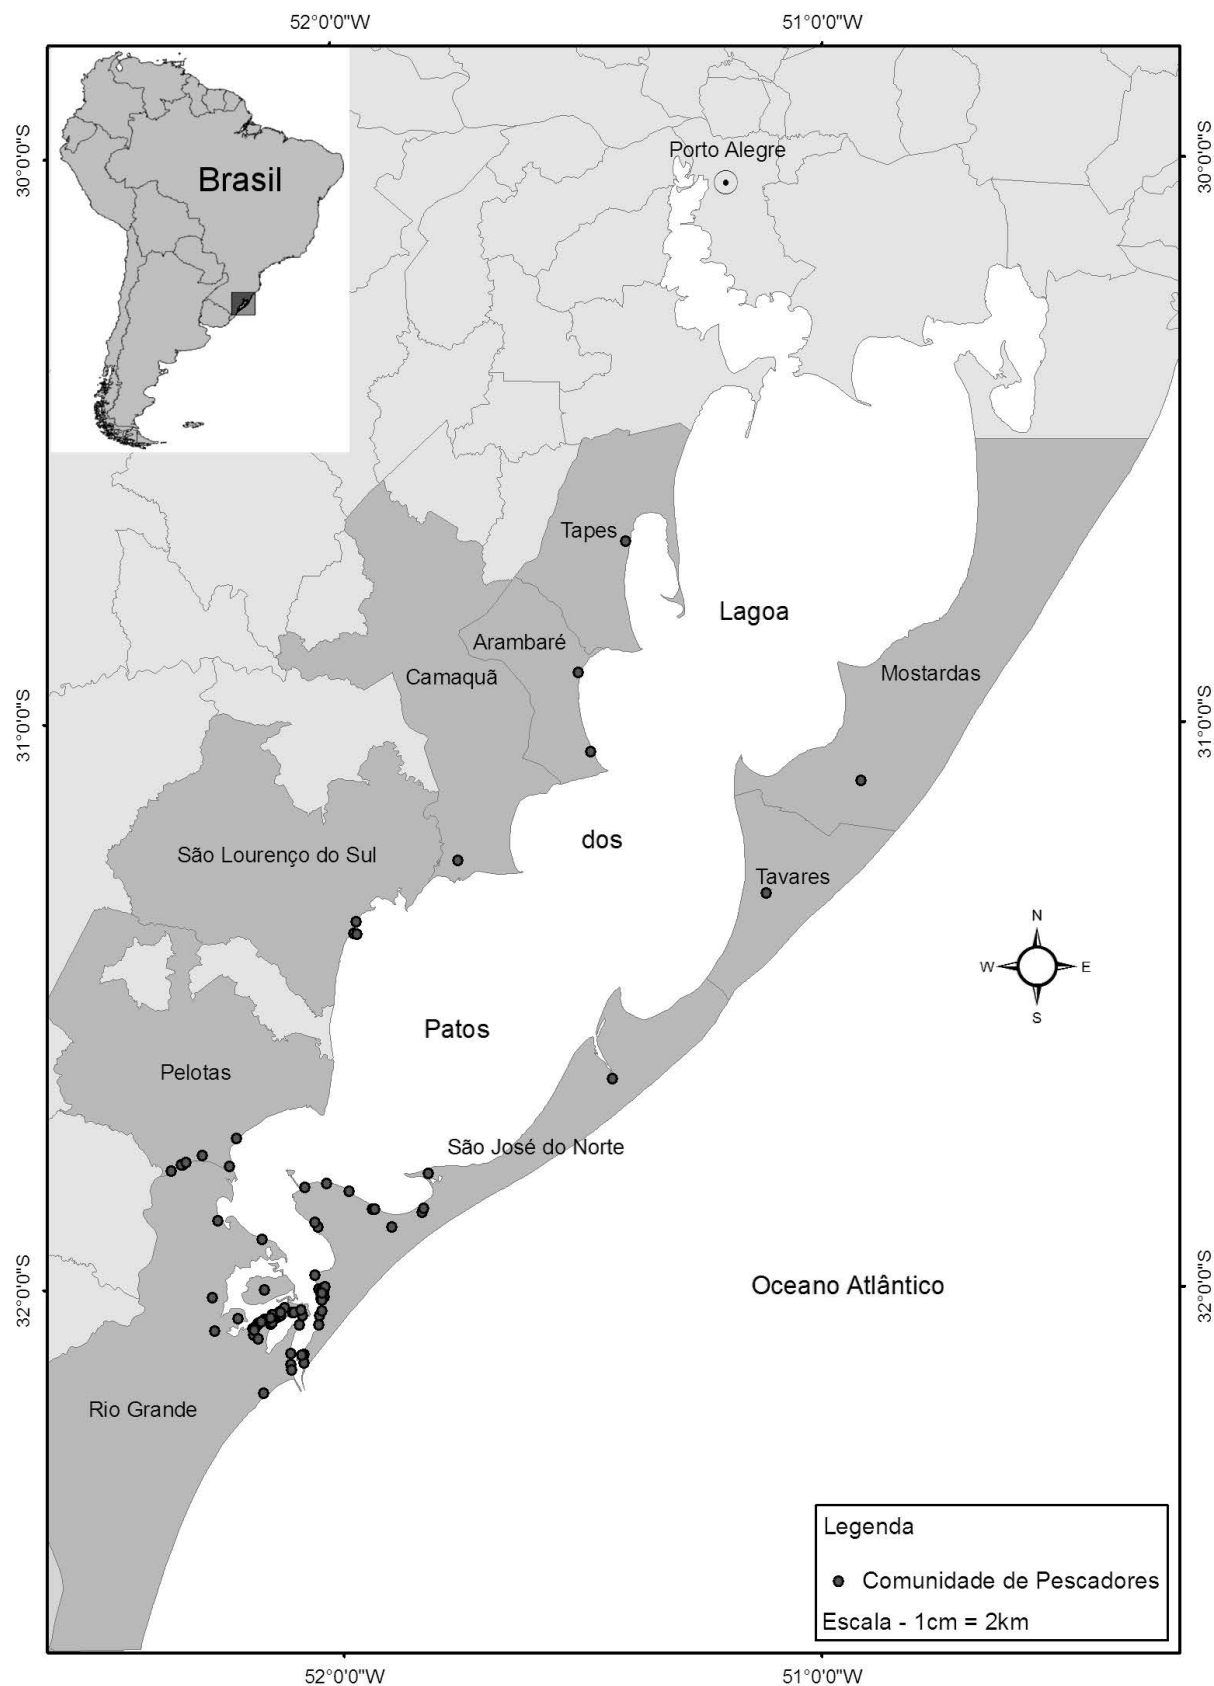 52°0'0"W
51°0'0"W
30°0'0"S
30°0'0"S
Brasil
Porto Alegre
Tapes
Lagoa
Arambaré
Camaquã
Mostardas
31°0'0"S
31°0'0"S
dos
São Lourenço do Sul
Tavares
N
W
E
S
Patos
Pelotas
São José do Norte
32°0'0"S
32°0'0"S
Oceano Atlântico
Rio Grande
Legenda
Comunidade de Pescadores
Escala - 1cm = 2km
52°0'0"W
51°0'0"W